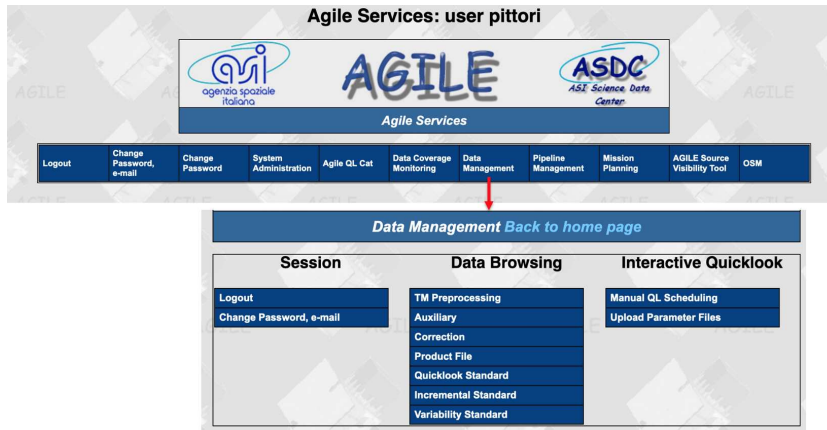 Agile Services: user pittori
asi
agenzia spaziale
italiana
AGILE
ASDC
ASI Science Data
Center
Agile Services
Logout
Change
Password,
e-mail
Change
Password
System
Administration
Agile QL Cat
Data Coverage
Monitoring
Data
Management
Pipeline
Management
Mission
Planning
AGILE Source
Visibility Tool
OSM
Data Management Back to home page
Session
Logout
Change Password, e-mail
Data Browsing
TM Preprocessing
Auxiliary
Correction
Product File
Quicklook Standard
Incremental Standard
Variability Standard
Interactive Quicklook
Manual QL Scheduling
Upload Parameter Files